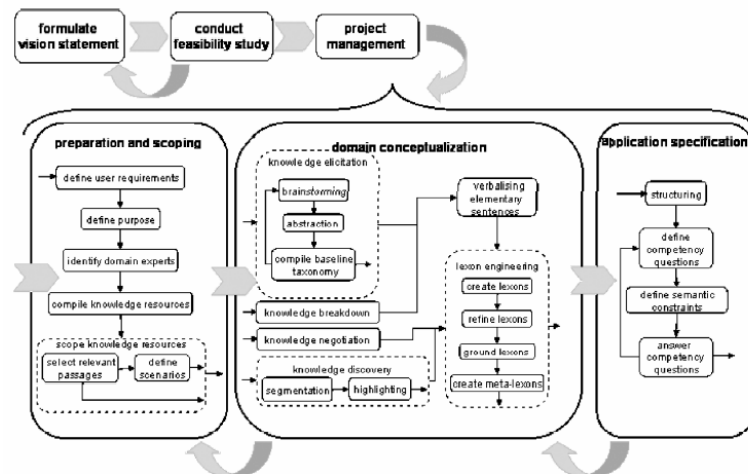 formulate
vision statement
conduct
feasibility study
project
management
preparation and scoping
define user requirements
define purpose
identify domain experts
compile knowledge resources
scope knowledge resources
select relevant
passages
define
scenarios
domain conceptualization
knowledge elicitation
brainstorming
abstraction
compile baseline
taxonomy
knowledge breakdown
knowledge negotiation
knowledge discovery
segmentation
highlighting
verbalising
elementary
sentences
lexon engineering
create lexons
refine lexons
ground lexons
create meta-lexons
application specification
structuring
define
competency
questions
define semantic
constraints
answer
competency
questions